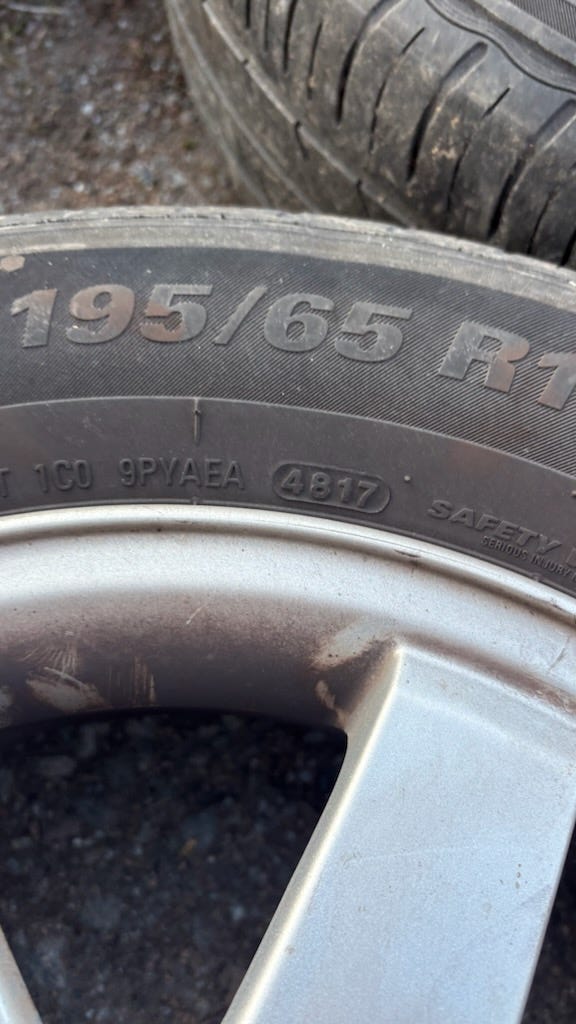 195/65 R1
T 1C0 9PYAEA 4817
SAFETY
SERIOUS INJURY